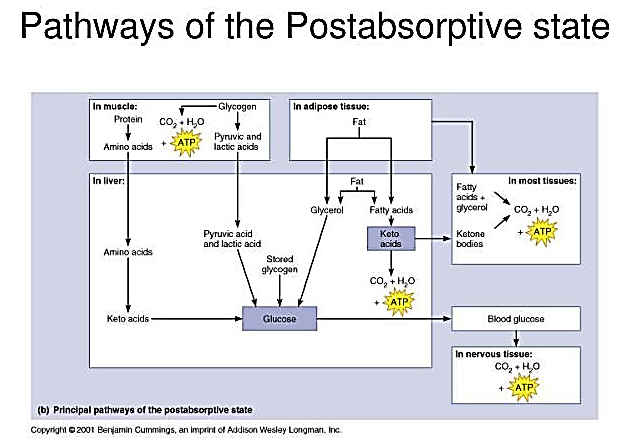 Pathways of the Postabsorptive state
In muscle:
Protein
Amino acids
CO2 + H2O
+ ATP
Glycogen
Pyruvic and
lactic acids
In adipose tissue:
Fat
In liver:
Amino acids
Keto acids
Pyruvic acid
and lactic acid
Stored
glycogen
Fat
Glycerol
Fatty acids
Keto
acids
CO2 + H2O
+ ATP
Glucose
In most tissues:
Fatty
acids +
glycerol
Ketone
bodies
CO2 + H2O
+ ATP
Blood glucose
In nervous tissue:
CO2 + H2O
+ ATP
(b) Principal pathways of the postabsorptive state
Copyright © 2001 Benjamin Cummings, an imprint of Addison Wesley Longman, Inc.